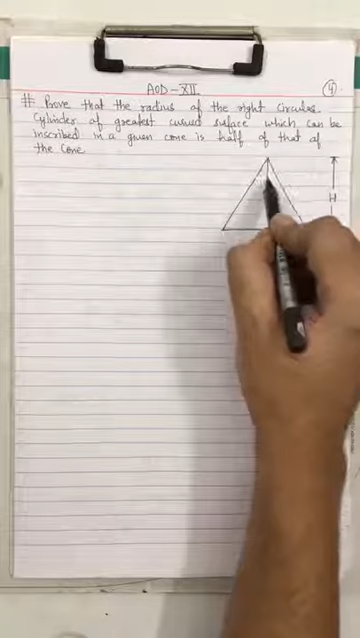 AOD - XII
④
# Prove that the radius of the right circular
Cylinder of greatest curved surface which can be
inscribed in a given cone is half of that of
the cone
H